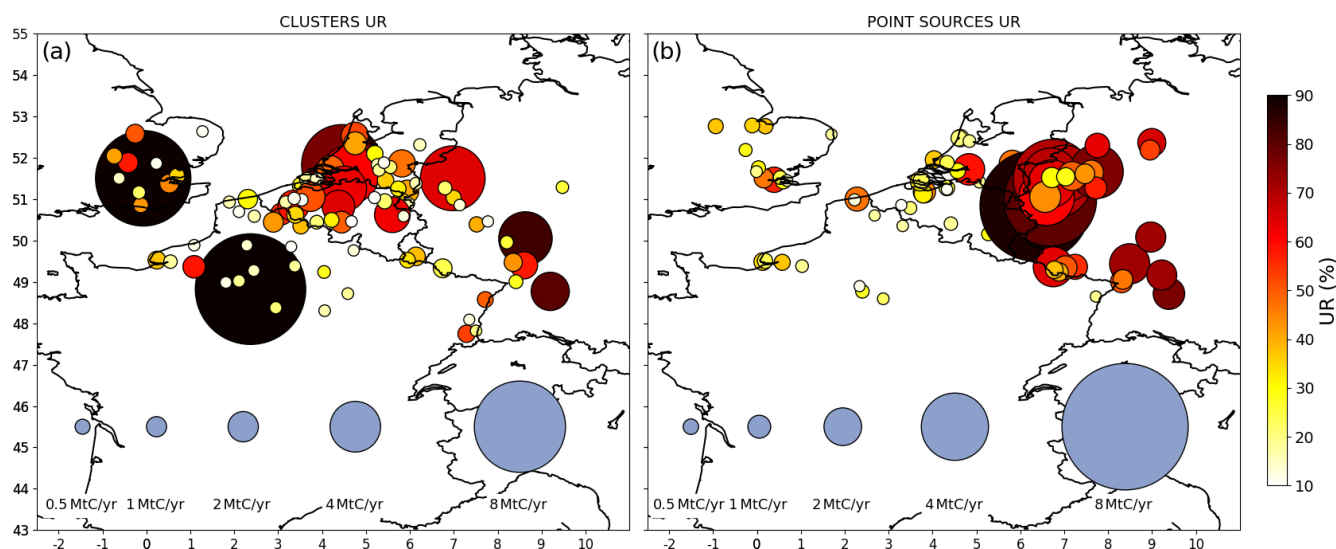 CLUSTERS UR
POINT SOURCES UR
(a)
(b)
55
54
53
52
51
50
49
48
47
46
45
44
43
0.5 MtC/yr 1 MtC/yr 2 MtC/yr 4 MtC/yr 8 MtC/yr
0.5 MtC/yr 1 MtC/yr 2 MtC/yr 4 MtC/yr 8 MtC/yr
-2 -1 0 1 2 3 4 5 6 7 8 9 10
-2 -1 0 1 2 3 4 5 6 7 8 9 10
90
80
70
60
50
40
30
20
10
UR (%)